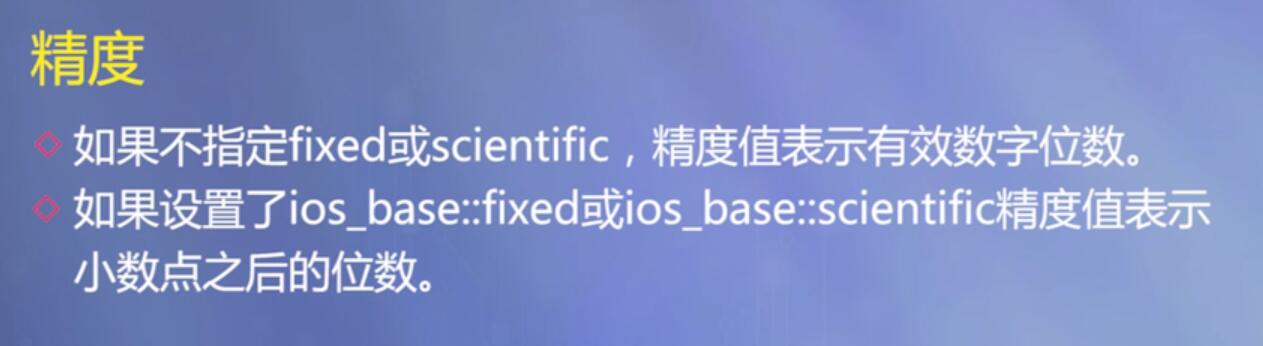 精度
如果不指定fixed或scientific，精度值表示有效数字位数。
如果设置了ios_base::fixed或ios_base::scientific精度值表示
小数点之后的位数。